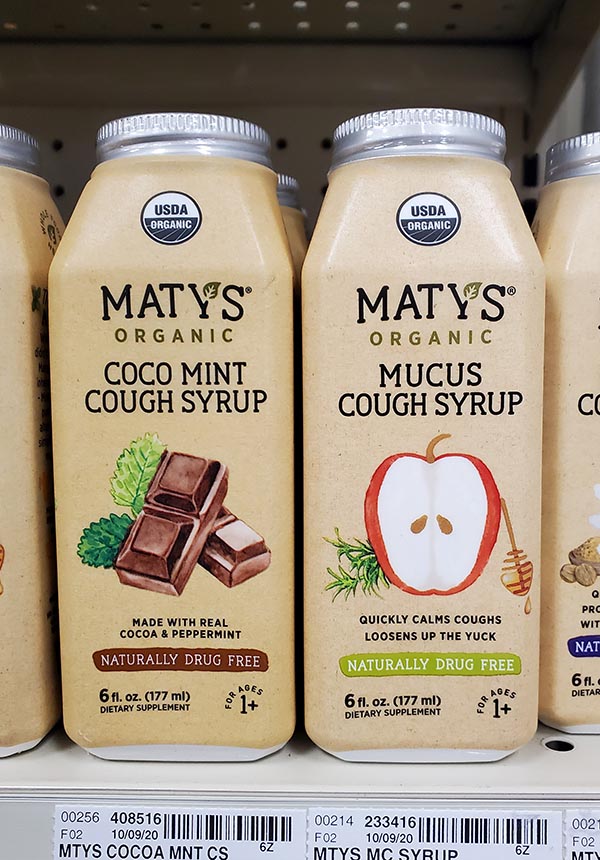 USDA
ORGANIC
MATY'S®
ORGANIC
COCO MINT
COUGH SYRUP
MADE WITH REAL
COCOA & PEPPERMINT
NATURALLY DRUG FREE
6 fl. oz. (177 ml)
DIETARY SUPPLEMENT
FOR AGES
1+
USDA
ORGANIC
MATY'S®
ORGANIC
MUCUS
COUGH SYRUP
QUICKLY CALMS COUGHS
LOOSENS UP THE YUCK
NATURALLY DRUG FREE
6 fl. oz. (177 ml)
DIETARY SUPPLEMENT
FOR AGES
1+
00256 408516
F02 10/09/20
6Z
MTYS COCOA MNT CS
00214 233416
F02 10/09/20
6Z
MTYS MC SYRUP
F02